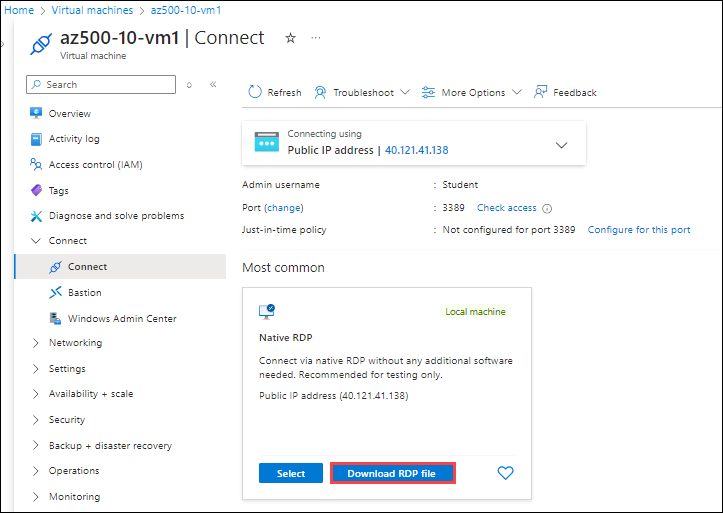 Home > Virtual machines > az500-10-vm1
az500-10-vm1 | Connect
Virtual machine
Search
Overview
Activity log
Access control (IAM)
Tags
Diagnose and solve problems
Connect
Connect
Bastion
Windows Admin Center
Networking
Settings
Availability + scale
Security
Backup + disaster recovery
Operations
Monitoring
Refresh Troubleshoot More Options Feedback
Connecting using
Public IP address | 40.121.41.138
Admin username : Student
Port (change) : 3389 Check access
Just-in-time policy : Not configured for port 3389 Configure for this port
Most common
Local machine
Native RDP
Connect via native RDP without any additional software
needed. Recommended for testing only.
Public IP address (40.121.41.138)
Select Download RDP file